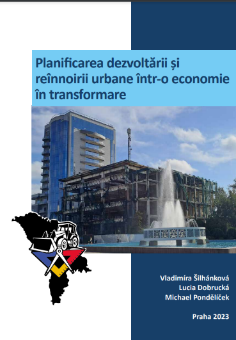 Planificarea dezvoltării și
reînnoirii urbane într-o economie
în transformare
Vladimíra Šilhánková
Lucia Dobrucká
Michael Pondělíček
Praha 2023